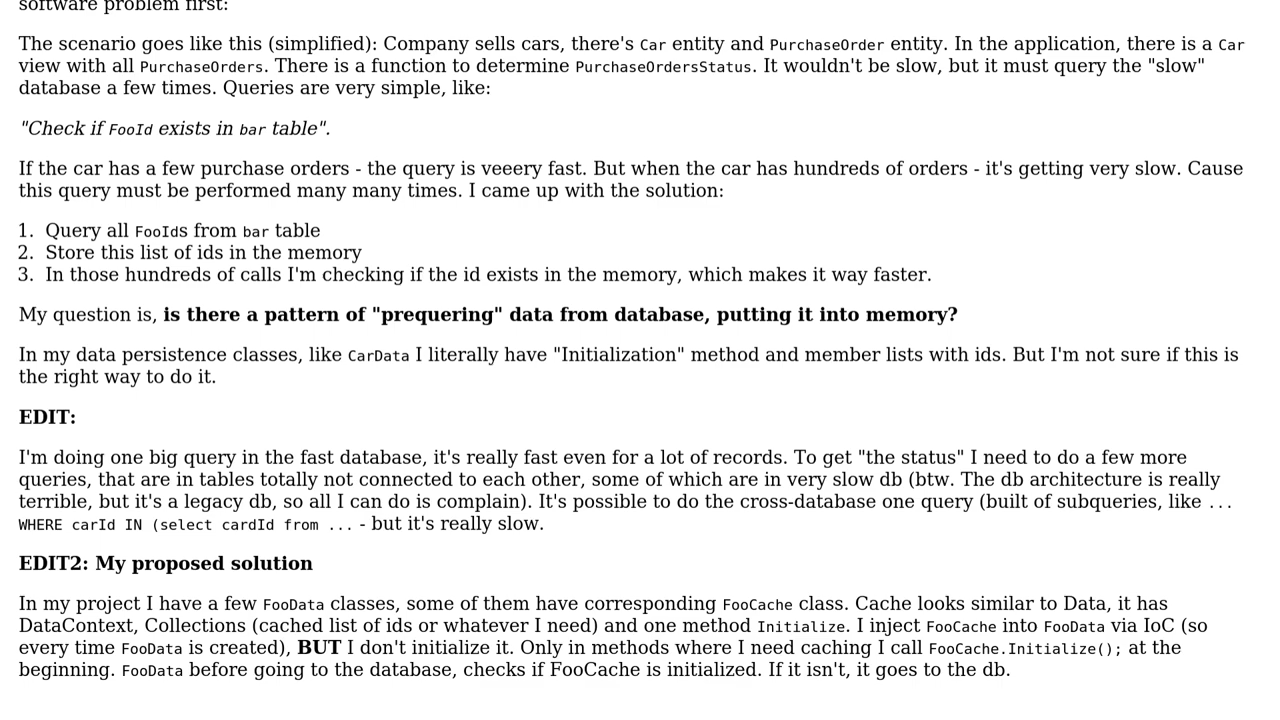 software problem first:
The scenario goes like this (simplified): Company sells cars, there's Car entity and PurchaseOrder entity. In the application, there is a Car
view with all PurchaseOrders. There is a function to determine PurchaseOrdersStatus. It wouldn't be slow, but it must query the "slow"
database a few times. Queries are very simple, like:
"Check if FooId exists in bar table".
If the car has a few purchase orders - the query is veeery fast. But when the car has hundreds of orders - it's getting very slow. Cause
this query must be performed many many times. I came up with the solution:
1. Query all FooIds from bar table
2. Store this list of ids in the memory
3. In those hundreds of calls I'm checking if the id exists in the memory, which makes it way faster.
My question is, is there a pattern of "prequering" data from database, putting it into memory?
In my data persistence classes, like CarData I literally have "Initialization" method and member lists with ids. But I'm not sure if this is
the right way to do it.
EDIT:
I'm doing one big query in the fast database, it's really fast even for a lot of records. To get "the status" I need to do a few more
queries, that are in tables totally not connected to each other, some of which are in very slow db (btw. The db architecture is really
terrible, but it's a legacy db, so all I can do is complain). It's possible to do the cross-database one query (built of subqueries, like ...
WHERE carId IN (select cardId from ... - but it's really slow.
EDIT2: My proposed solution
In my project I have a few FooData classes, some of them have corresponding FooCache class. Cache looks similar to Data, it has
DataContext, Collections (cached list of ids or whatever I need) and one method Initialize. I inject FooCache into FooData via IoC (so
every time FooData is created), BUT I don't initialize it. Only in methods where I need caching I call FooCache.Initialize(); at the
beginning. FooData before going to the database, checks if FooCache is initialized. If it isn't, it goes to the db.